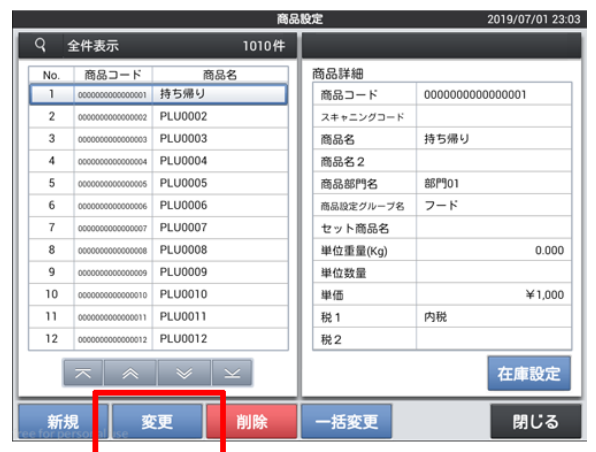 商品設定 2019/07/01 23:03
全件表示 1010件
No. 商品コード 商品名
1 0000000000000001 持ち帰り
2 0000000000000002 PLU0002
3 0000000000000003 PLU0003
4 0000000000000004 PLU0004
5 0000000000000005 PLU0005
6 0000000000000006 PLU0006
7 0000000000000007 PLU0007
8 0000000000000008 PLU0008
9 0000000000000009 PLU0009
10 0000000000000010 PLU0010
11 0000000000000011 PLU0011
12 0000000000000012 PLU0012
商品詳細
商品コード 0000000000000001
スキャニングコード
商品名 持ち帰り
商品名２
商品部門名 部門01
商品設定グループ名 フード
セット商品名
単位重量(Kg) 0.000
単位数量
単価 ¥1,000
税１ 内税
税２
在庫設定
新規 変更 削除 一括変更 閉じる
ee for personal use